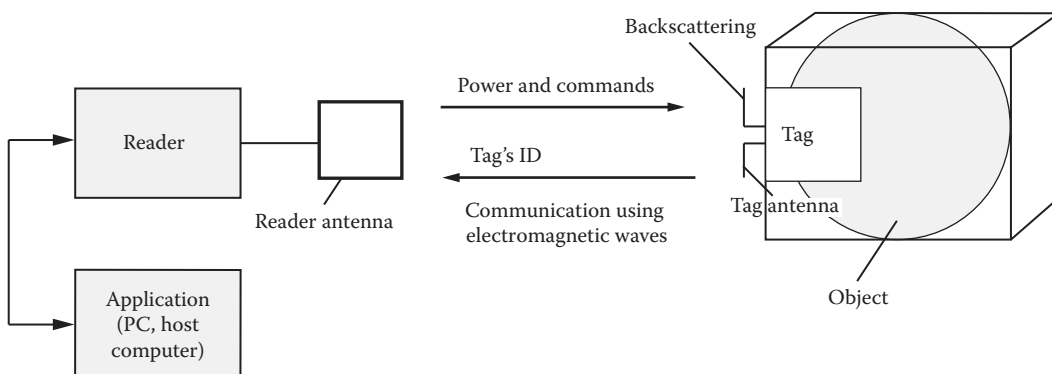 Backscattering
Power and commands
Reader
Tag
Tag's ID
Tag antenna
Reader antenna
Communication using
electromagnetic waves
Object
Application
(PC, host
computer)